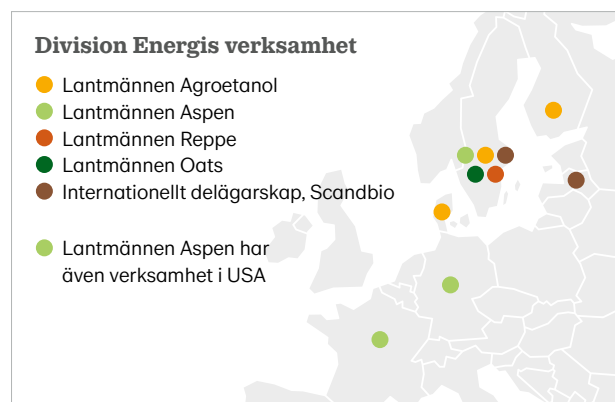 Division Energis verksamhet
Lantmännen Agroetanol
Lantmännen Aspen
Lantmännen Reppe
Lantmännen Oats
Internationellt delägarskap, Scandbio
Lantmännen Aspen har
även verksamhet i USA